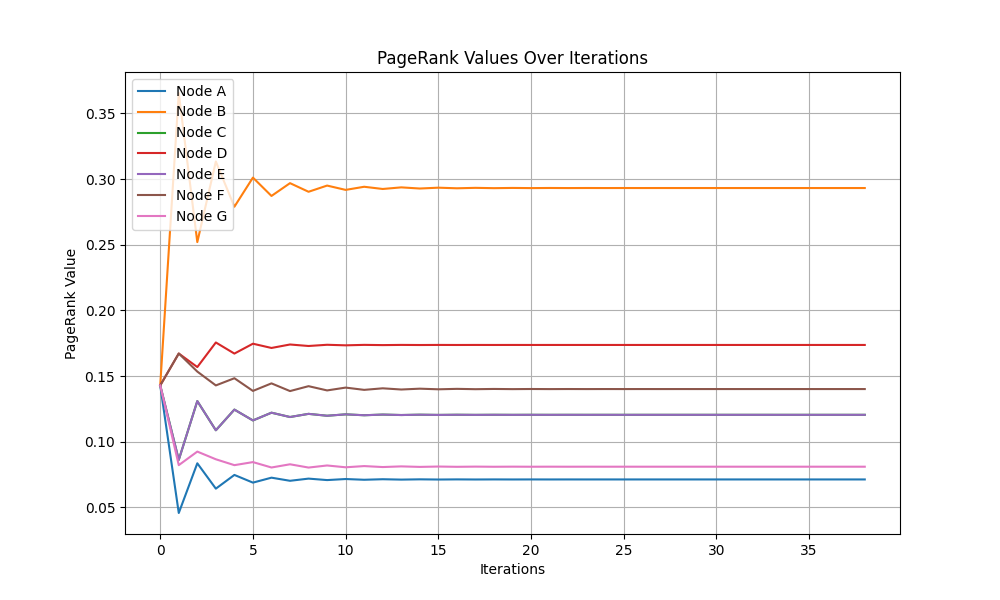 PageRank Values Over Iterations
Node A
Node B
Node C
Node D
Node E
Node F
Node G
PageRank Value
0.35
0.30
0.25
0.20
0.15
0.10
0.05
0 5 10 15 20 25 30 35
Iterations